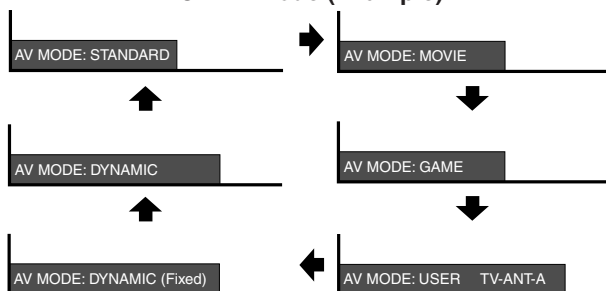 AV MODE: STANDARD
AV MODE: MOVIE
AV MODE: DYNAMIC
AV MODE: GAME
AV MODE: DYNAMIC (Fixed)
AV MODE: USER TV-ANT-A